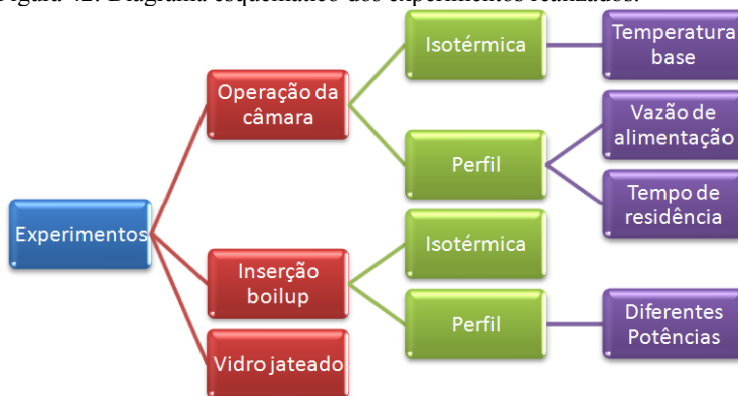 Figura 42: Diagrama esquemático dos experimentos realizados.
Isotérmica
Temperatura
base
Operação da
câmara
Vazão de
alimentação
Perfil
Tempo de
residência
Experimentos
Isotérmica
Inserção
boilup
Perfil
Diferentes
Potências
Vidro jateado